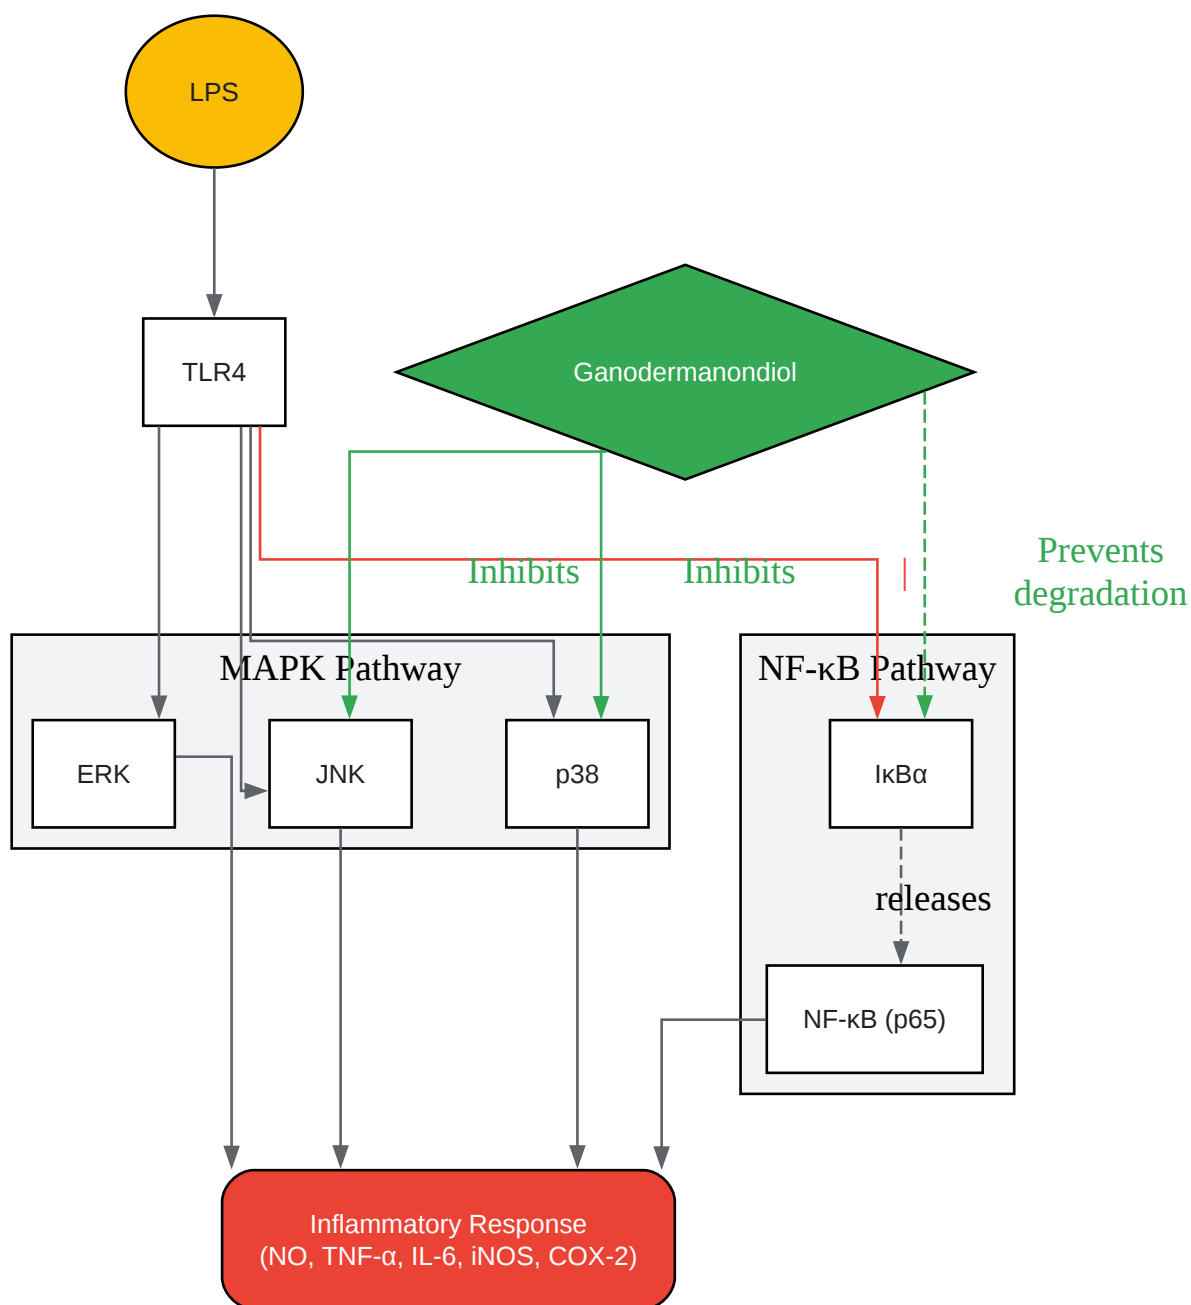 LPS
TLR4
Ganodermanondiol
Inhibits
Inhibits
Prevents
degradation
MAPK Pathway
NF-κB Pathway
ERK
JNK
p38
IκBα
releases
NF-κB (p65)
Inflammatory Response
(NO, TNF-α, IL-6, iNOS, COX-2)